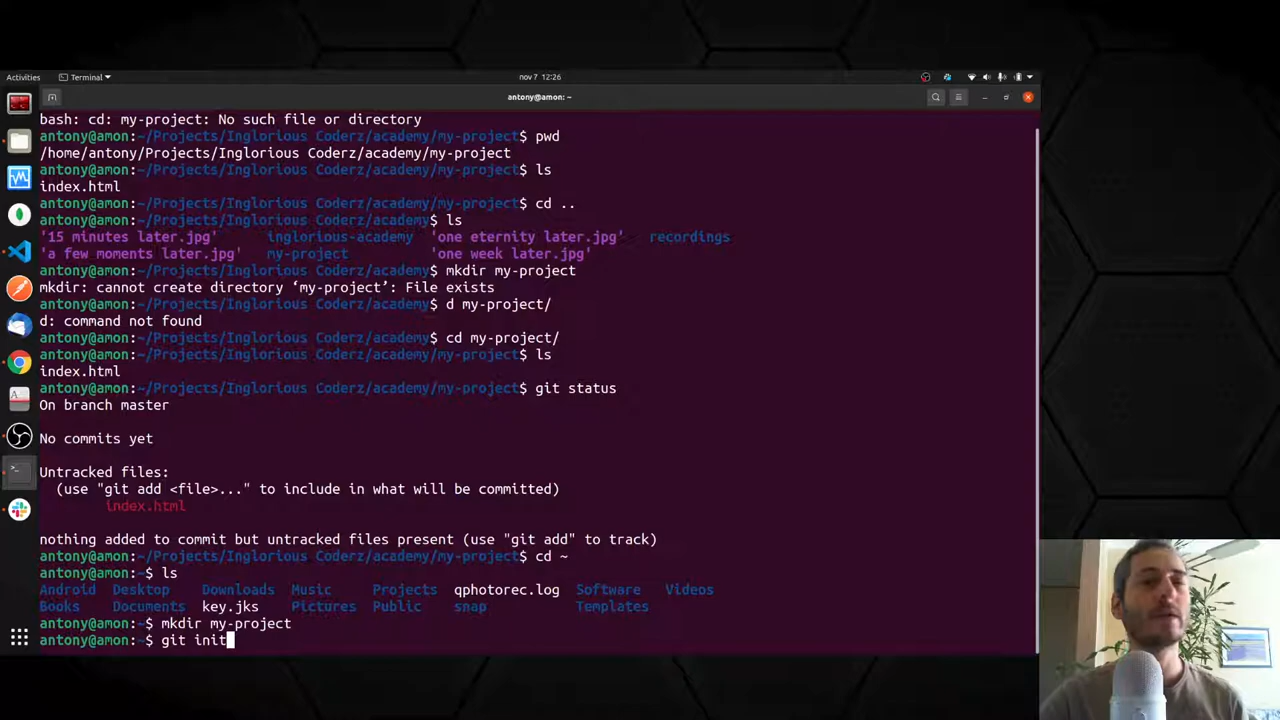 Activities
Terminal
nov 7 12:26
antony@amon: ~
bash: cd: my-project: No such file or directory
antony@amon:~/Projects/Inglorious Coderz/academy/my-project$ pwd
/home/antony/Projects/Inglorious Coderz/academy/my-project
antony@amon:~/Projects/Inglorious Coderz/academy/my-project$ ls
index.html
antony@amon:~/Projects/Inglorious Coderz/academy/my-project$ cd ..
antony@amon:~/Projects/Inglorious Coderz/academy$ ls
'15 minutes later.jpg' inglorious-academy 'one eternity later.jpg' recordings
'a few moments later.jpg' my-project 'one week later.jpg'
antony@amon:~/Projects/Inglorious Coderz/academy$ mkdir my-project
mkdir: cannot create directory ‘my-project’: File exists
antony@amon:~/Projects/Inglorious Coderz/academy$ d my-project/
d: command not found
antony@amon:~/Projects/Inglorious Coderz/academy$ cd my-project/
antony@amon:~/Projects/Inglorious Coderz/academy/my-project$ ls
index.html
antony@amon:~/Projects/Inglorious Coderz/academy/my-project$ git status
On branch master
No commits yet
Untracked files:
(use "git add <file>..." to include in what will be committed)
index.html
nothing added to commit but untracked files present (use "git add" to track)
antony@amon:~/Projects/Inglorious Coderz/academy/my-project$ cd ~
antony@amon:~$ ls
Android Desktop Downloads Music Projects qphotorec.log Software Videos
Books Documents key.jks Pictures Public snap Templates
antony@amon:~$ mkdir my-project
antony@amon:~$ git init